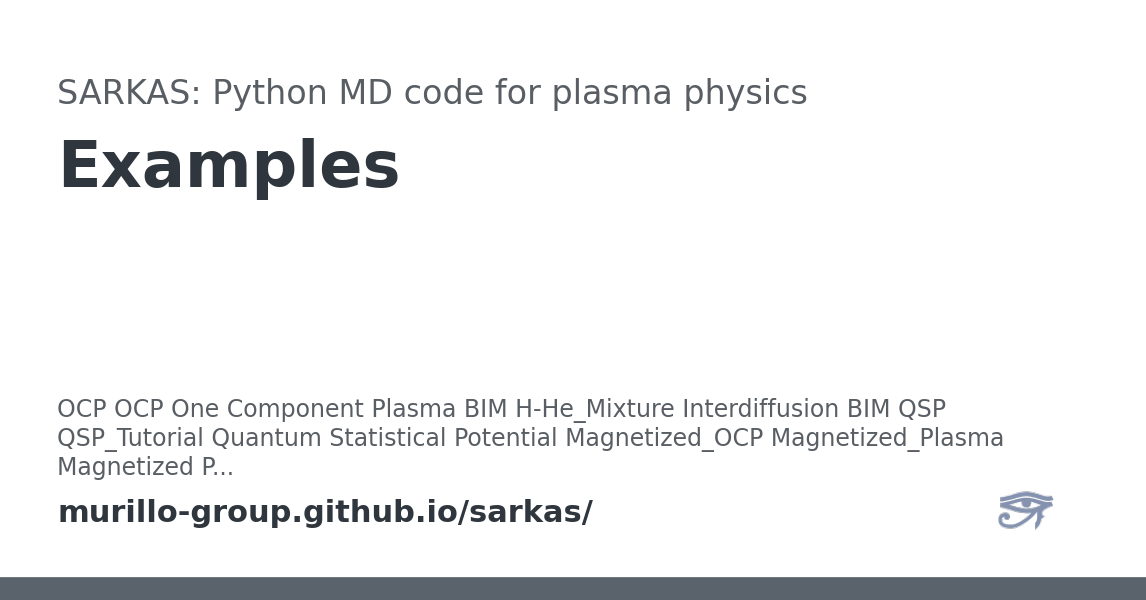 SARKAS: Python MD code for plasma physics
Examples
OCP OCP One Component Plasma BIM H-He_Mixture Interdiffusion BIM QSP
QSP_Tutorial Quantum Statistical Potential Magnetized_OCP Magnetized_Plasma
Magnetized P...
murillo-group.github.io/sarkas/